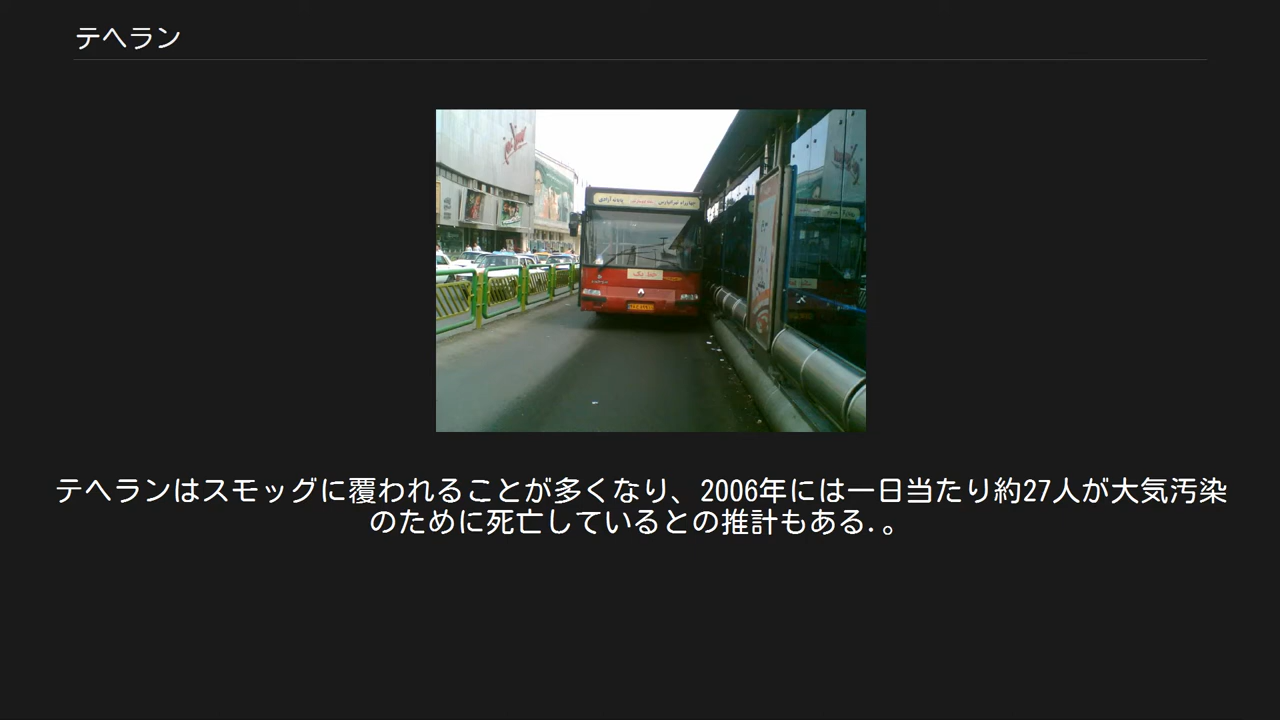 テヘラン
خط یک
テヘランはスモッグに覆われることが多くなり、2006年には一日当たり約27人が大気汚染
のために死亡しているとの推計もある.。